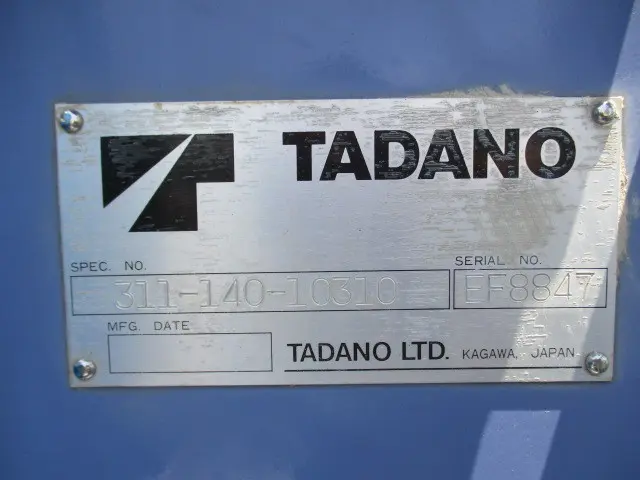 TADANO
SPEC. NO.
311-140-10310
SERIAL NO.
EF8847
MFG. DATE
TADANO LTD. KAGAWA, JAPAN